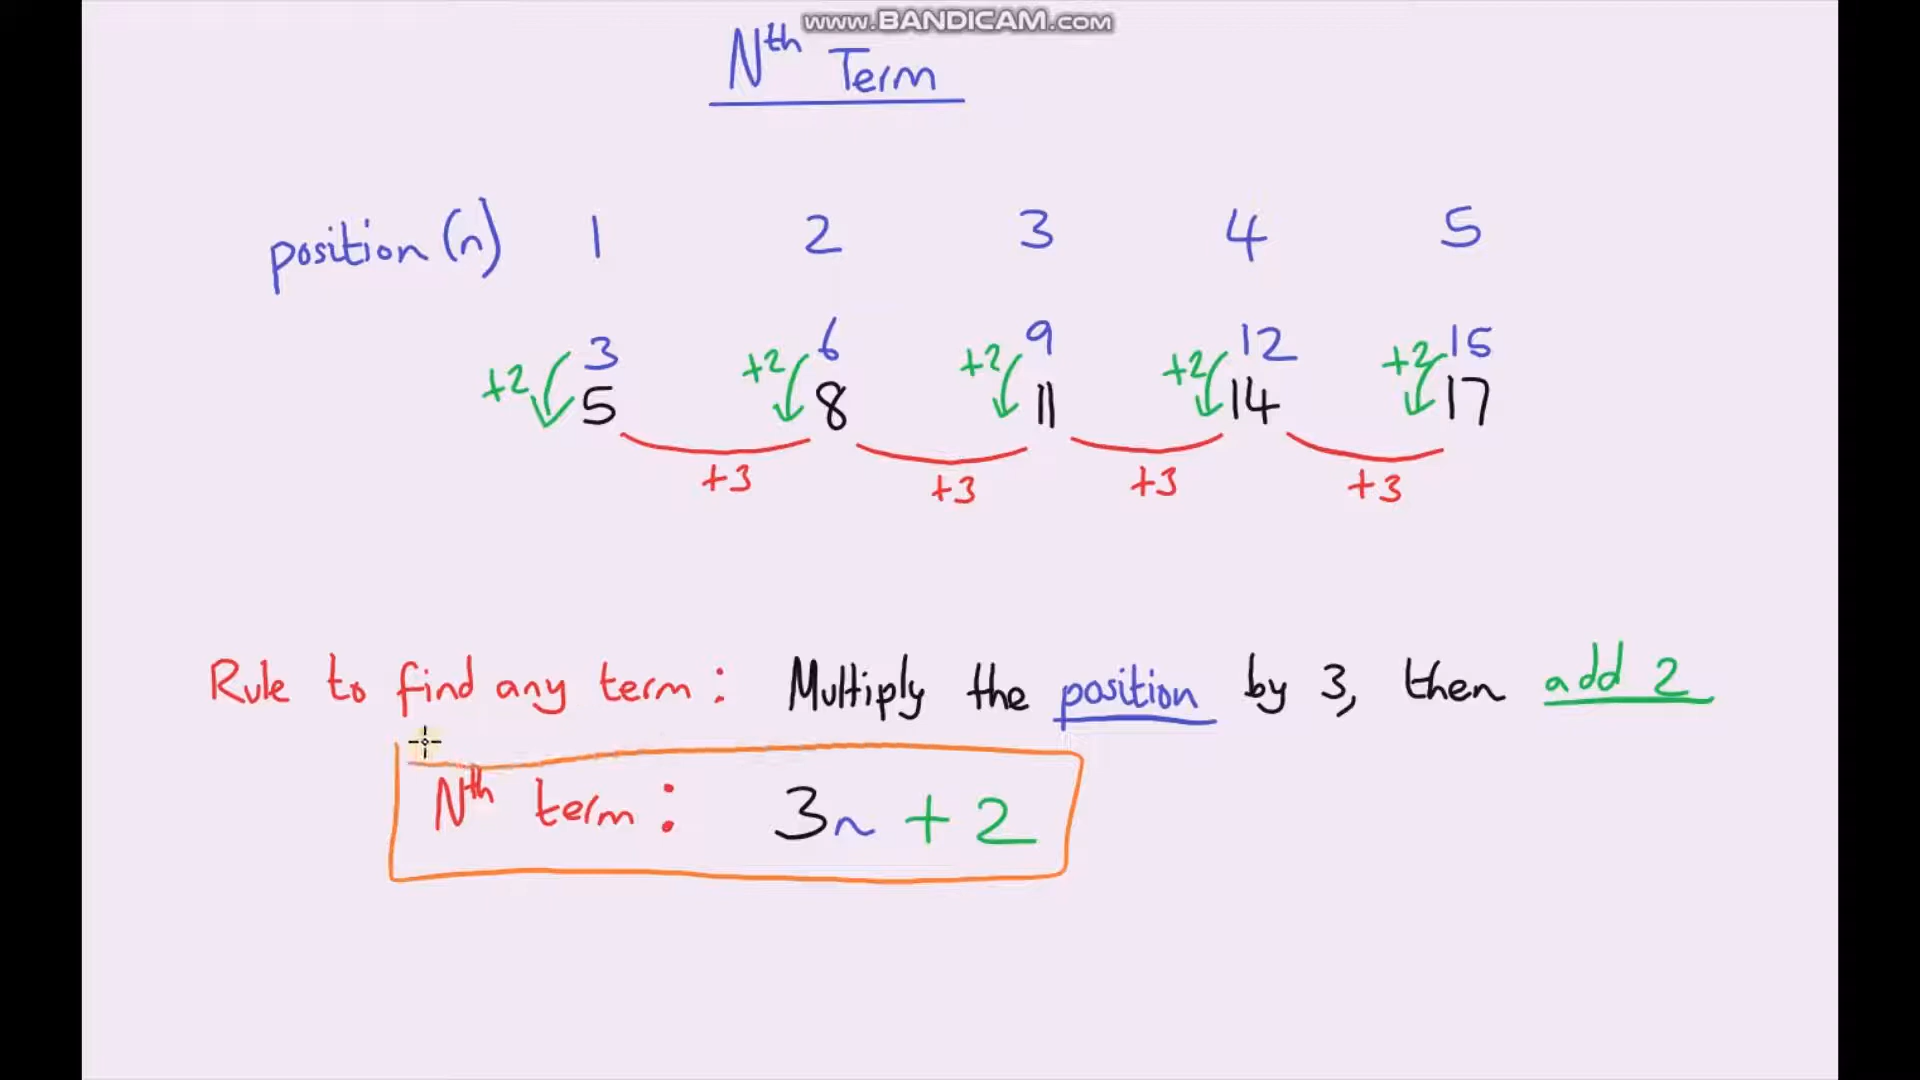 www.BANDICAM.com
Nth Term
position (n) 1 2 3 4 5
3 6 9 12 15
+2 +2 +2 +2 +2
5 8 11 14 17
+3 +3 +3 +3
Rule to find any term : Multiply the position by 3, then add 2
Nth term : 3n + 2